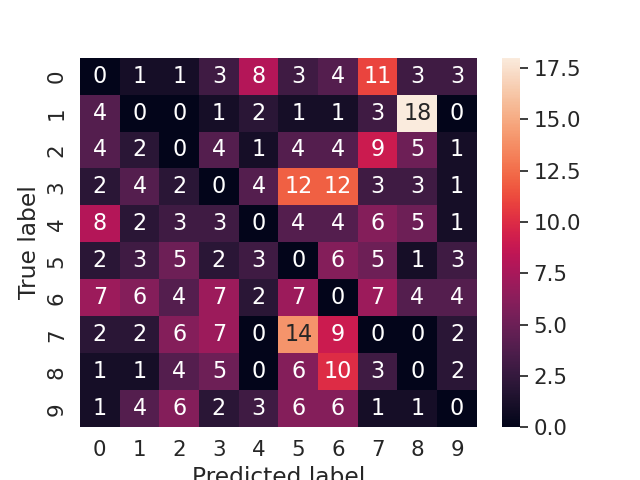 0 0 1 1 3 8 3 4 11 3 3
1 4 0 0 1 2 1 1 3 18 0
2 4 2 0 4 1 4 4 9 5 1
3 2 4 2 0 4 12 12 3 3 1
4 8 2 3 3 0 4 4 6 5 1
5 2 3 5 2 3 0 6 5 1 3
6 7 6 4 7 2 7 0 7 4 4
7 2 2 6 7 0 14 9 0 0 2
8 1 1 4 5 0 6 10 3 0 2
9 1 4 6 2 3 6 6 1 1 0
0 1 2 3 4 5 6 7 8 9
Predicted label
True label
17.5
15.0
12.5
10.0
7.5
5.0
2.5
0.0